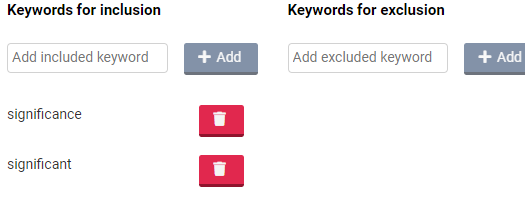 Keywords for inclusion
Keywords for exclusion
Add included keyword
Add
Add excluded keyword
Add
significance
significant